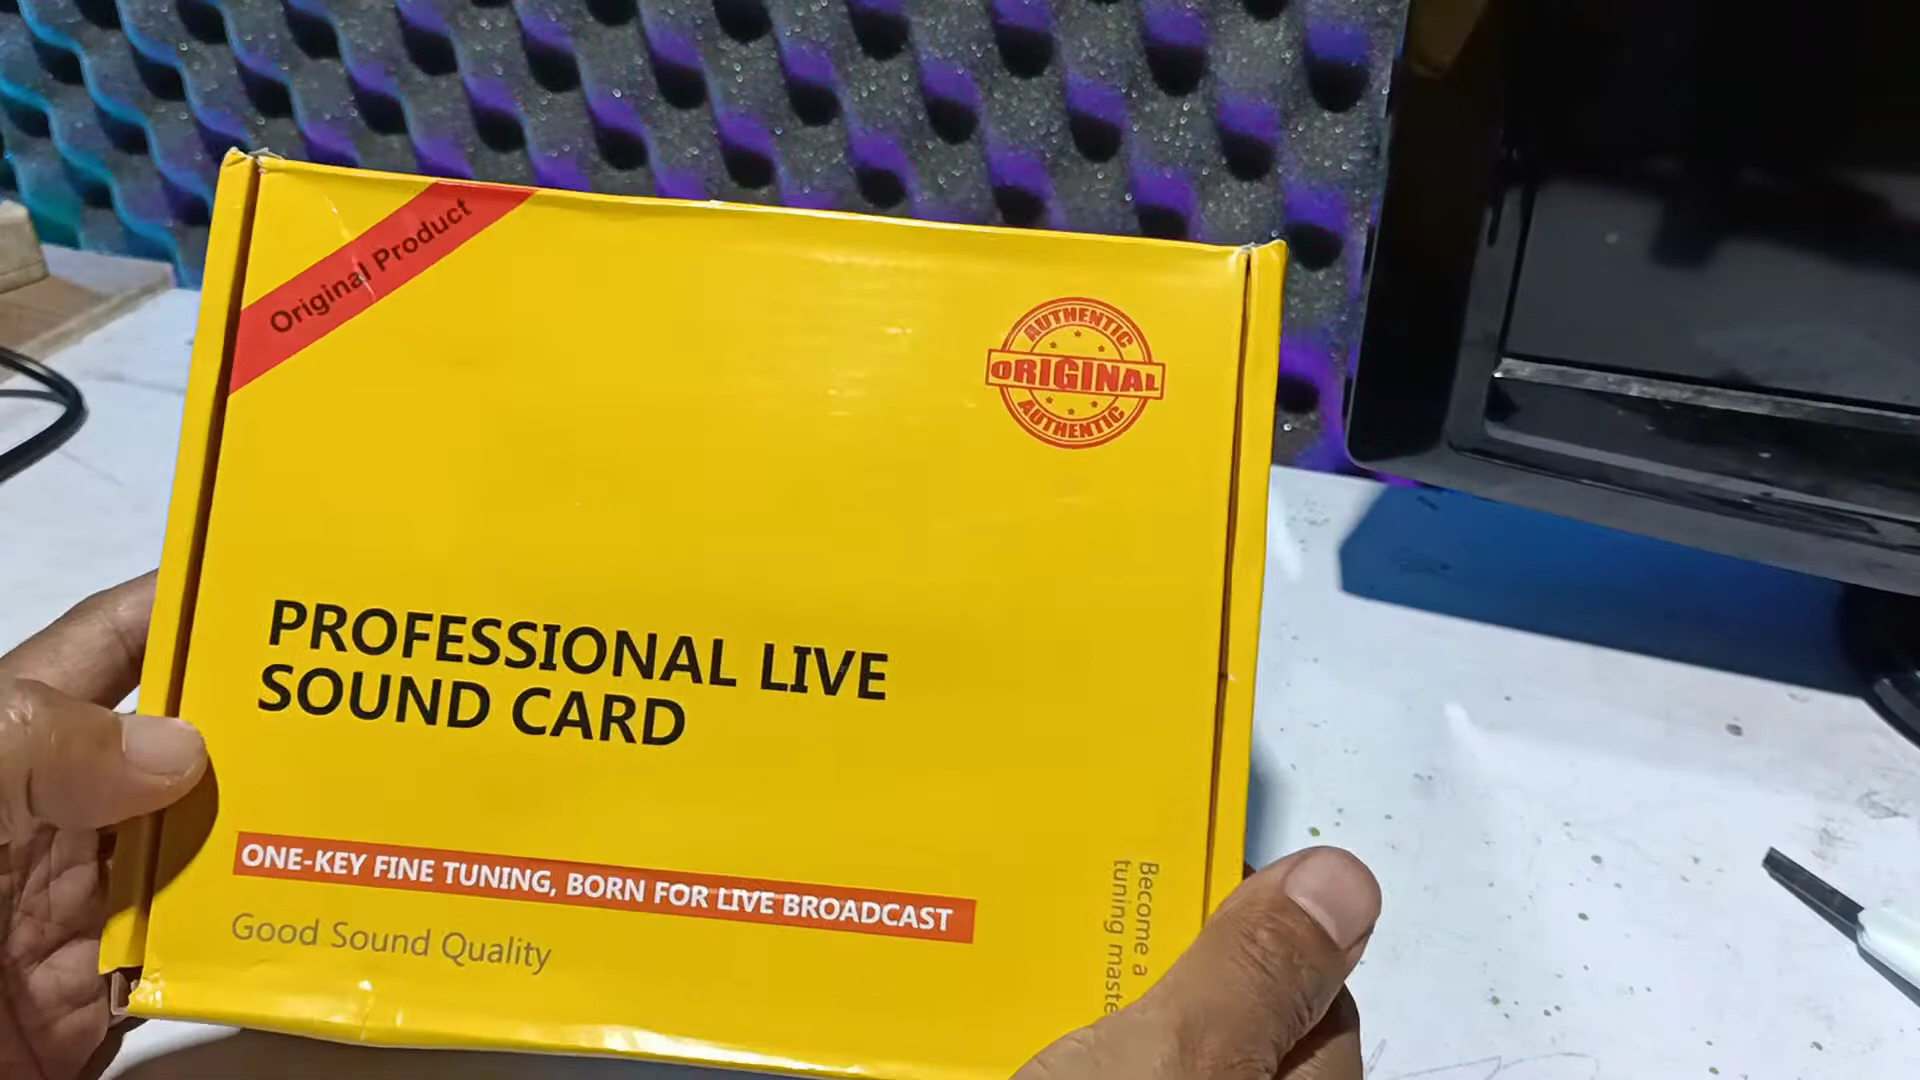 Original Product
AUTHENTIC
ORIGINAL
AUTHENTIC
PROFESSIONAL LIVE
SOUND CARD
ONE-KEY FINE TUNING, BORN FOR LIVE BROADCAST
Good Sound Quality
Become a
tuning maste